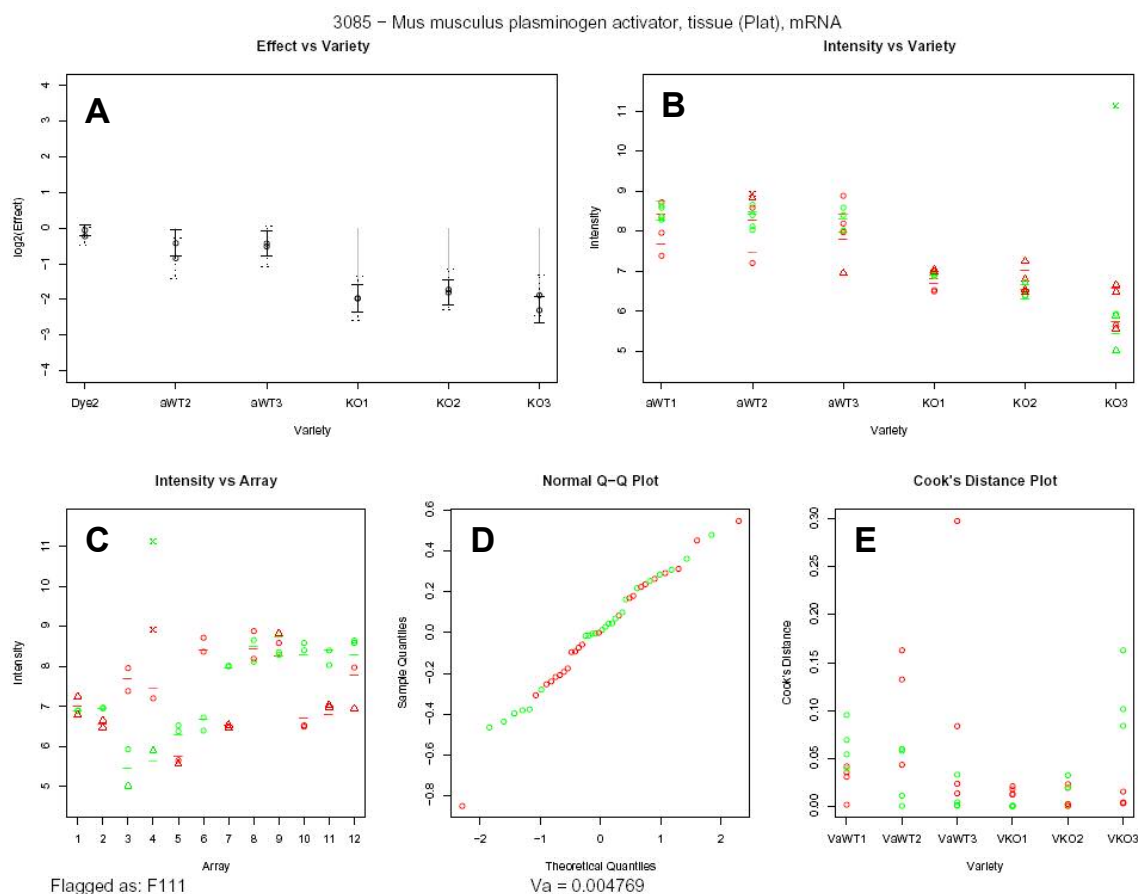 3085 − Mus musculus plasminogen activator, tissue (Plat), mRNA
Effect vs Variety
A
log2(Effect)
4
3
2
1
0
−1
−2
−3
−4
Dye2 aWT2 aWT3 KO1 KO2 KO3
Variety
Intensity vs Variety
B
Intensity
11
10
9
8
7
6
5
aWT1 aWT2 aWT3 KO1 KO2 KO3
Variety
Intensity vs Array
C
Intensity
11
10
9
8
7
6
5
1 2 3 4 5 6 7 8 9 10 11 12
Array
Normal Q−Q Plot
D
Sample Quantiles
0.6
0.4
0.2
0.0
−0.2
−0.4
−0.6
−0.8
−2 −1 0 1 2
Theoretical Quantiles
Cook's Distance Plot
E
Cook's Distance
0.30
0.25
0.20
0.15
0.10
0.05
0.00
VaWT1 VaWT2 VaWT3 VKO1 VKO2 VKO3
Variety
Flagged as: F111
Va = 0.004769